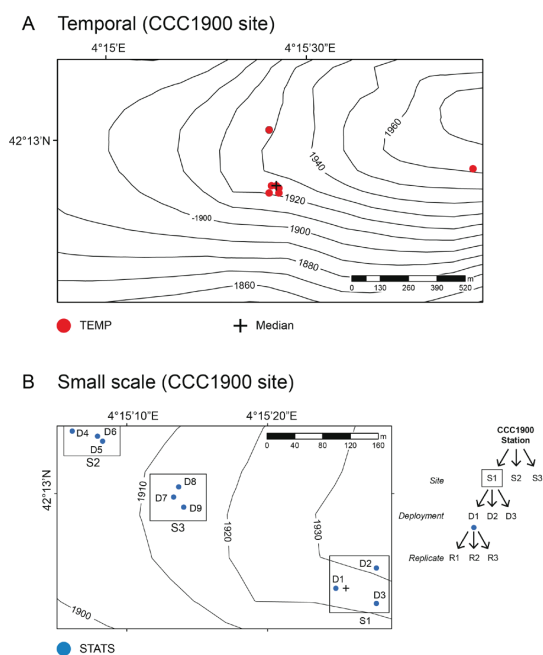 A Temporal (CCC1900 site)
4°15'E 4°15'30E
42°13'N
1960
1940
1920
-1900
1900
1880
1860
m
0 130 260 390 520
TEMP Median
B Small scale (CCC1900 site)
4°15'10E 4°15'20E
42°13'N
D4 D6
D5
S2
D8
D7
D9
S3
1910
1920
1930
1900
m
0 40 80 120 160
D2
D1
D3
S1
STATS
CCC1900
Station
Site S1 S2 S3
Deployment D1 D2 D3
Replicate R1 R2 R3